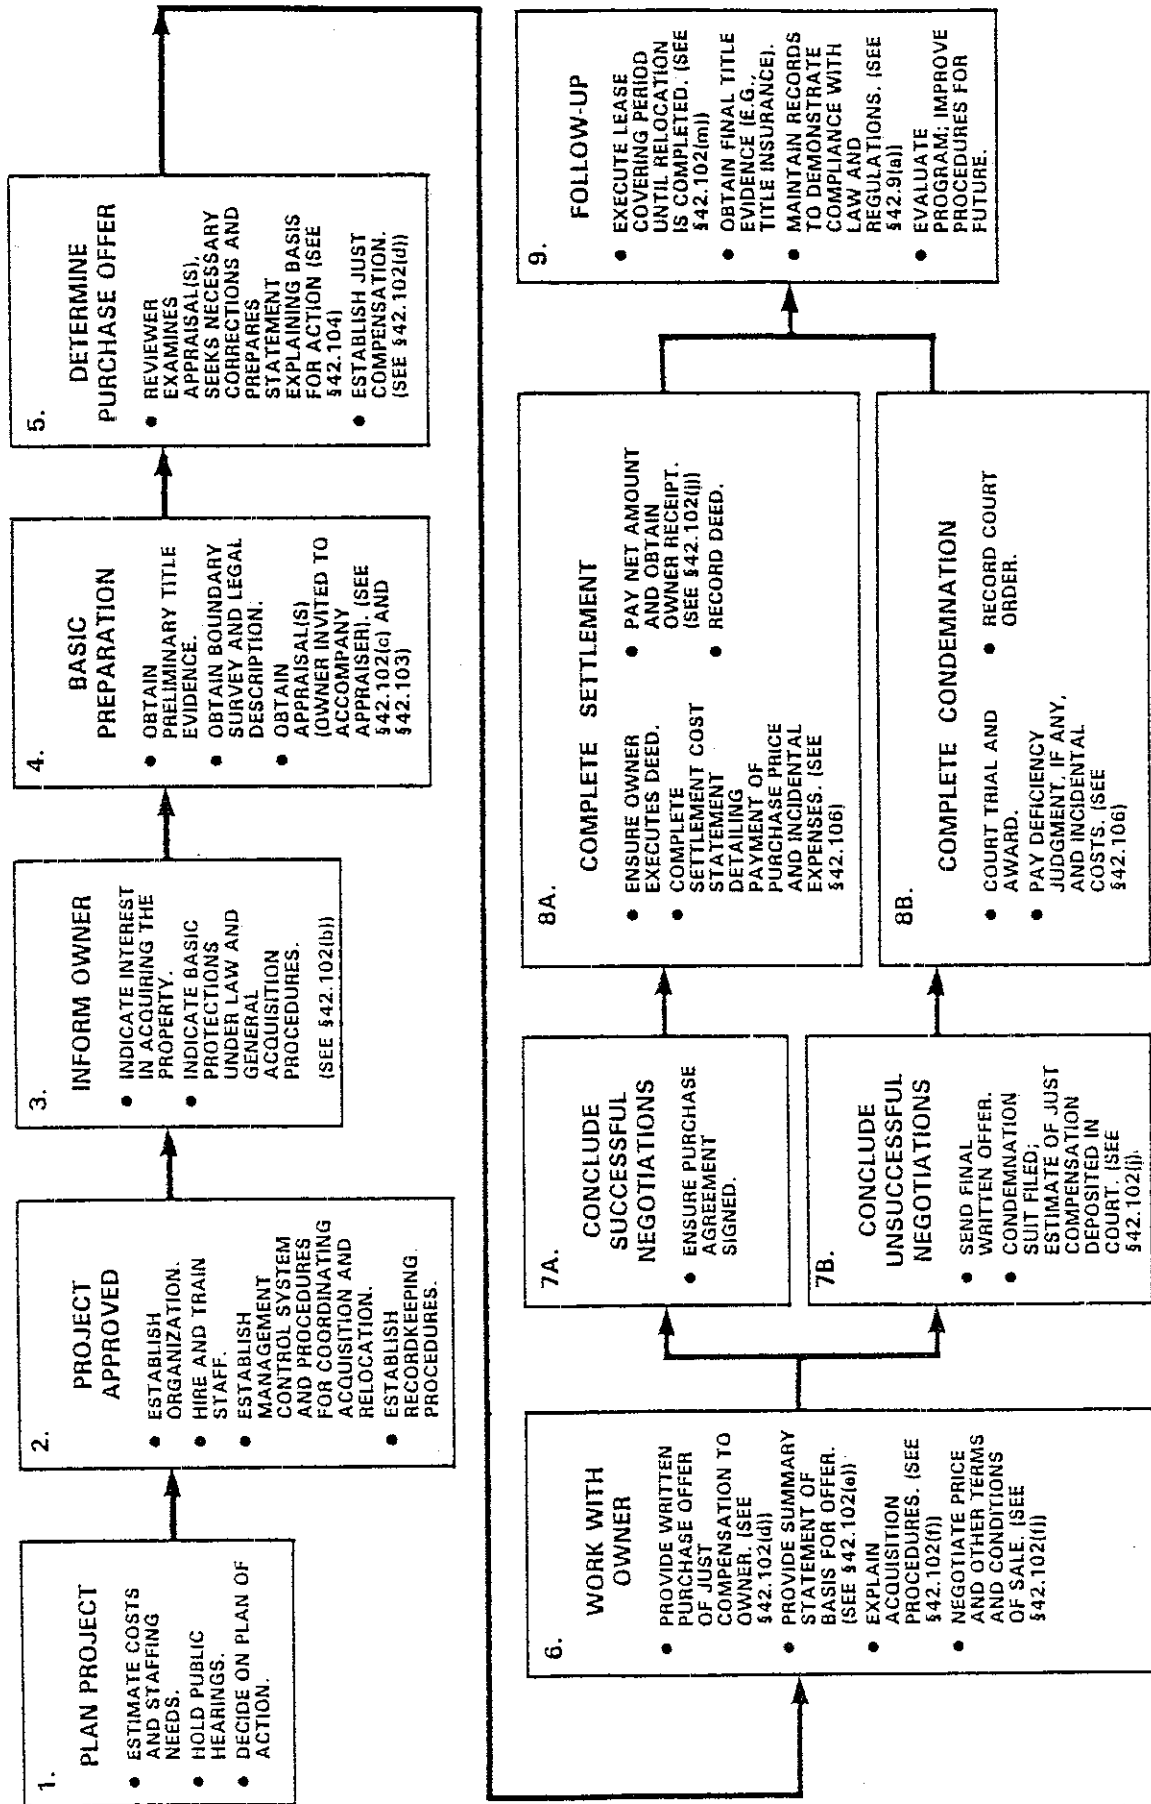 1.
PLAN PROJECT
● ESTIMATE COSTS
AND STAFFING
NEEDS.
● HOLD PUBLIC
HEARINGS.
● DECIDE ON PLAN OF
ACTION.
2.
PROJECT
APPROVED
● ESTABLISH
ORGANIZATION.
● HIRE AND TRAIN
STAFF.
● ESTABLISH
MANAGEMENT
CONTROL SYSTEM
AND PROCEDURES
FOR COORDINATING
ACQUISITION AND
RELOCATION.
● ESTABLISH
RECORDKEEPING
PROCEDURES.
3.
INFORM OWNER
● INDICATE INTEREST
IN ACQUIRING THE
PROPERTY.
● INDICATE BASIC
PROTECTIONS
UNDER LAW AND
GENERAL
ACQUISITION
PROCEDURES.
(SEE §42.102(b))
4.
BASIC
PREPARATION
● OBTAIN
PRELIMINARY TITLE
EVIDENCE.
● OBTAIN BOUNDARY
SURVEY AND LEGAL
DESCRIPTION.
● OBTAIN
APPRAISAL(S)
(OWNER INVITED TO
ACCOMPANY
APPRAISER). (SEE
§42.102(c) AND
§42.103)
5.
DETERMINE
PURCHASE OFFER
● REVIEWER
EXAMINES
APPRAISAL(S),
SEEKS NECESSARY
CORRECTIONS AND
PREPARES
STATEMENT
EXPLAINING BASIS
FOR ACTION (SEE
§42.104)
● ESTABLISH JUST
COMPENSATION.
(SEE §42.102(d))
6.
WORK WITH
OWNER
● PROVIDE WRITTEN
PURCHASE OFFER
OF JUST
COMPENSATION TO
OWNER. (SEE
§42.102(d))
● PROVIDE SUMMARY
STATEMENT OF
BASIS FOR OFFER.
(SEE §42.102(e))
● EXPLAIN
ACQUISITION
PROCEDURES. (SEE
§42.102(f))
● NEGOTIATE PRICE
AND OTHER TERMS
AND CONDITIONS
OF SALE. (SEE
§42.102(f))
7A.
CONCLUDE
SUCCESSFUL
NEGOTIATIONS
● ENSURE PURCHASE
AGREEMENT
SIGNED.
7B.
CONCLUDE
UNSUCCESSFUL
NEGOTIATIONS
● SEND FINAL
WRITTEN OFFER.
● CONDEMNATION
SUIT FILED;
ESTIMATE OF JUST
COMPENSATION
DEPOSITED IN
COURT. (SEE
§42.102(j).
8A.
COMPLETE SETTLEMENT
● ENSURE OWNER
EXECUTES DEED.
● COMPLETE
SETTLEMENT COST
STATEMENT
DETAILING
PAYMENT OF
PURCHASE PRICE
AND INCIDENTAL
EXPENSES. (SEE
§42.106)
● PAY NET AMOUNT
AND OBTAIN
OWNER RECEIPT.
(SEE §42.102(j))
● RECORD DEED.
8B.
COMPLETE CONDEMNATION
● COURT TRIAL AND
AWARD.
● PAY DEFICIENCY
JUDGMENT, IF ANY,
AND INCIDENTAL
COSTS. (SEE
§42.106)
● RECORD COURT
ORDER.
9.
FOLLOW-UP
● EXECUTE LEASE
COVERING PERIOD
UNTIL RELOCATION
IS COMPLETED. (SEE
§42.102(m))
● OBTAIN FINAL TITLE
EVIDENCE (E.G.,
TITLE INSURANCE).
● MAINTAIN RECORDS
TO DEMONSTRATE
COMPLIANCE WITH
LAW AND
REGULATIONS. (SEE
§42.9(a))
● EVALUATE
PROGRAM; IMPROVE
PROCEDURES FOR
FUTURE.